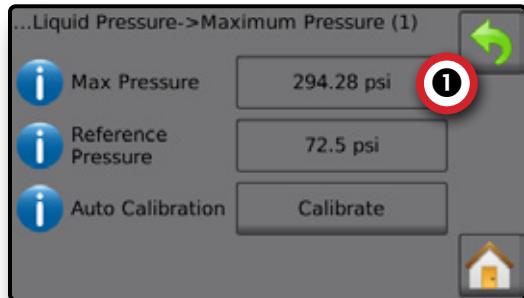 ...Liquid Pressure->Maximum Pressure (1)
Max Pressure 294.28 psi 1
Reference
Pressure
72.5 psi
Auto Calibration Calibrate